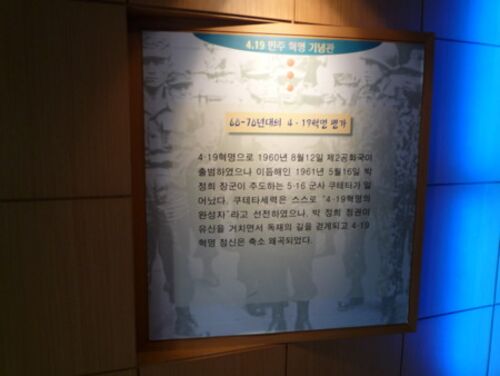 4.19 민주 혁명 기념관
60-70년대의 4·19혁명 평가
4·19혁명으로 1960년 8월12일 제2공화국이
출범하였으나 이듬해인 1961년 5월16일 박
정희 장군이 주도하는 5·16 군사 쿠테타가 일
어났다. 쿠테타세력은 스스로 "4·19혁명의
완성자"라고 선전하였으나, 박 정희 정권이
유신을 거치면서 독재의 길을 걷게되고 4·19
혁명 정신은 축소 왜곡되었다.